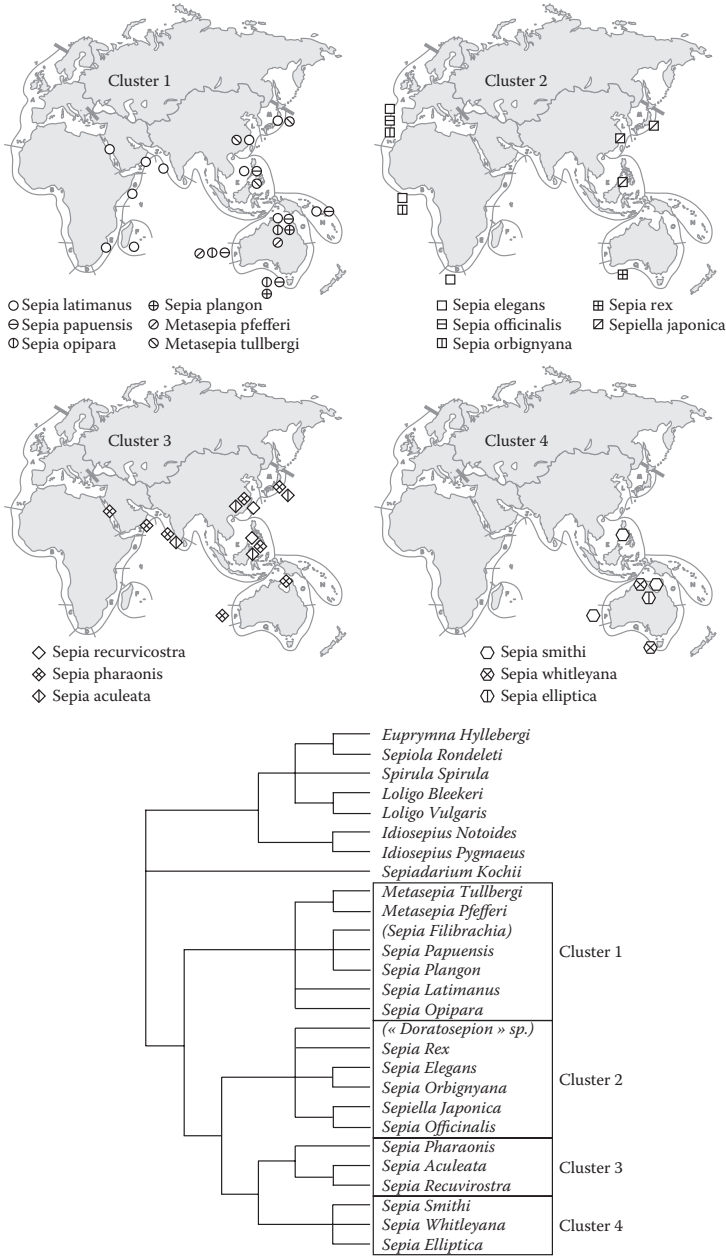 Cluster 1
Cluster 2
Sepia latimanus
Sepia plangon
Sepia papuensis
Metasepia pfefferi
Sepia opipara
Metasepia tullbergi
Sepia elegans
Sepia rex
Sepia officinalis
Sepiella japonica
Sepia orbignyana
Cluster 3
Cluster 4
Sepia recurvicostra
Sepia pharaonis
Sepia aculeata
Sepia smithi
Sepia whitleyana
Sepia elliptica
Euprymna Hyllebergi
Sepiola Rondeleti
Spirula Spirula
Loligo Bleekeri
Loligo Vulgaris
Idiosepius Notoides
Idiosepius Pygmaeus
Sepiadarium Kochii
Metasepia Tullbergi
Metasepia Pfefferi
(Sepia Filibrachia)
Sepia Papuensis
Cluster 1
Sepia Plangon
Sepia Latimanus
Sepia Opipara
(« Doratosepion » sp.)
Sepia Rex
Sepia Elegans
Cluster 2
Sepia Orbignyana
Sepiella Japonica
Sepia Officinalis
Sepia Pharaonis
Sepia Aculeata
Cluster 3
Sepia Recuvirostra
Sepia Smithi
Sepia Whitleyana
Cluster 4
Sepia Elliptica